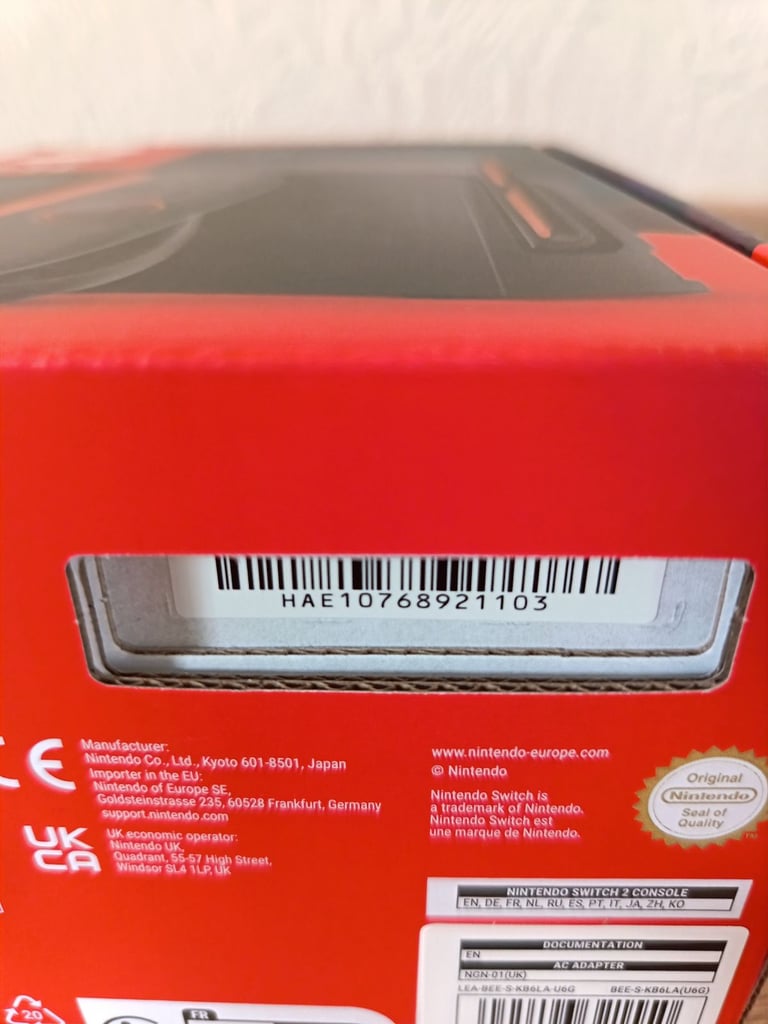 HAE10768921103
Manufacturer:
Nintendo Co., Ltd., Kyoto 601-8501, Japan
Importer in the EU:
Nintendo of Europe SE,
Goldsteinstrasse 235, 60528 Frankfurt, Germany
support.nintendo.com
UK
CA
UK economic operator:
Nintendo UK,
Quadrant, 55-57 High Street,
Windsor SL4 1LP, UK
www.nintendo-europe.com
© Nintendo
Nintendo Switch is
a trademark of Nintendo.
Nintendo Switch est
une marque de Nintendo.
Original
Nintendo
Seal of
Quality
TM
NINTENDO SWITCH 2 CONSOLE
EN, DE, FR, NL, RU, ES, PT, IT, JA, ZH, KO
DOCUMENTATION
EN
AC ADAPTER
NGN-01(UK)
LEA-BEE-S-KB6LA-U6G BEE-S-KB6LA(U6G)
20
FR